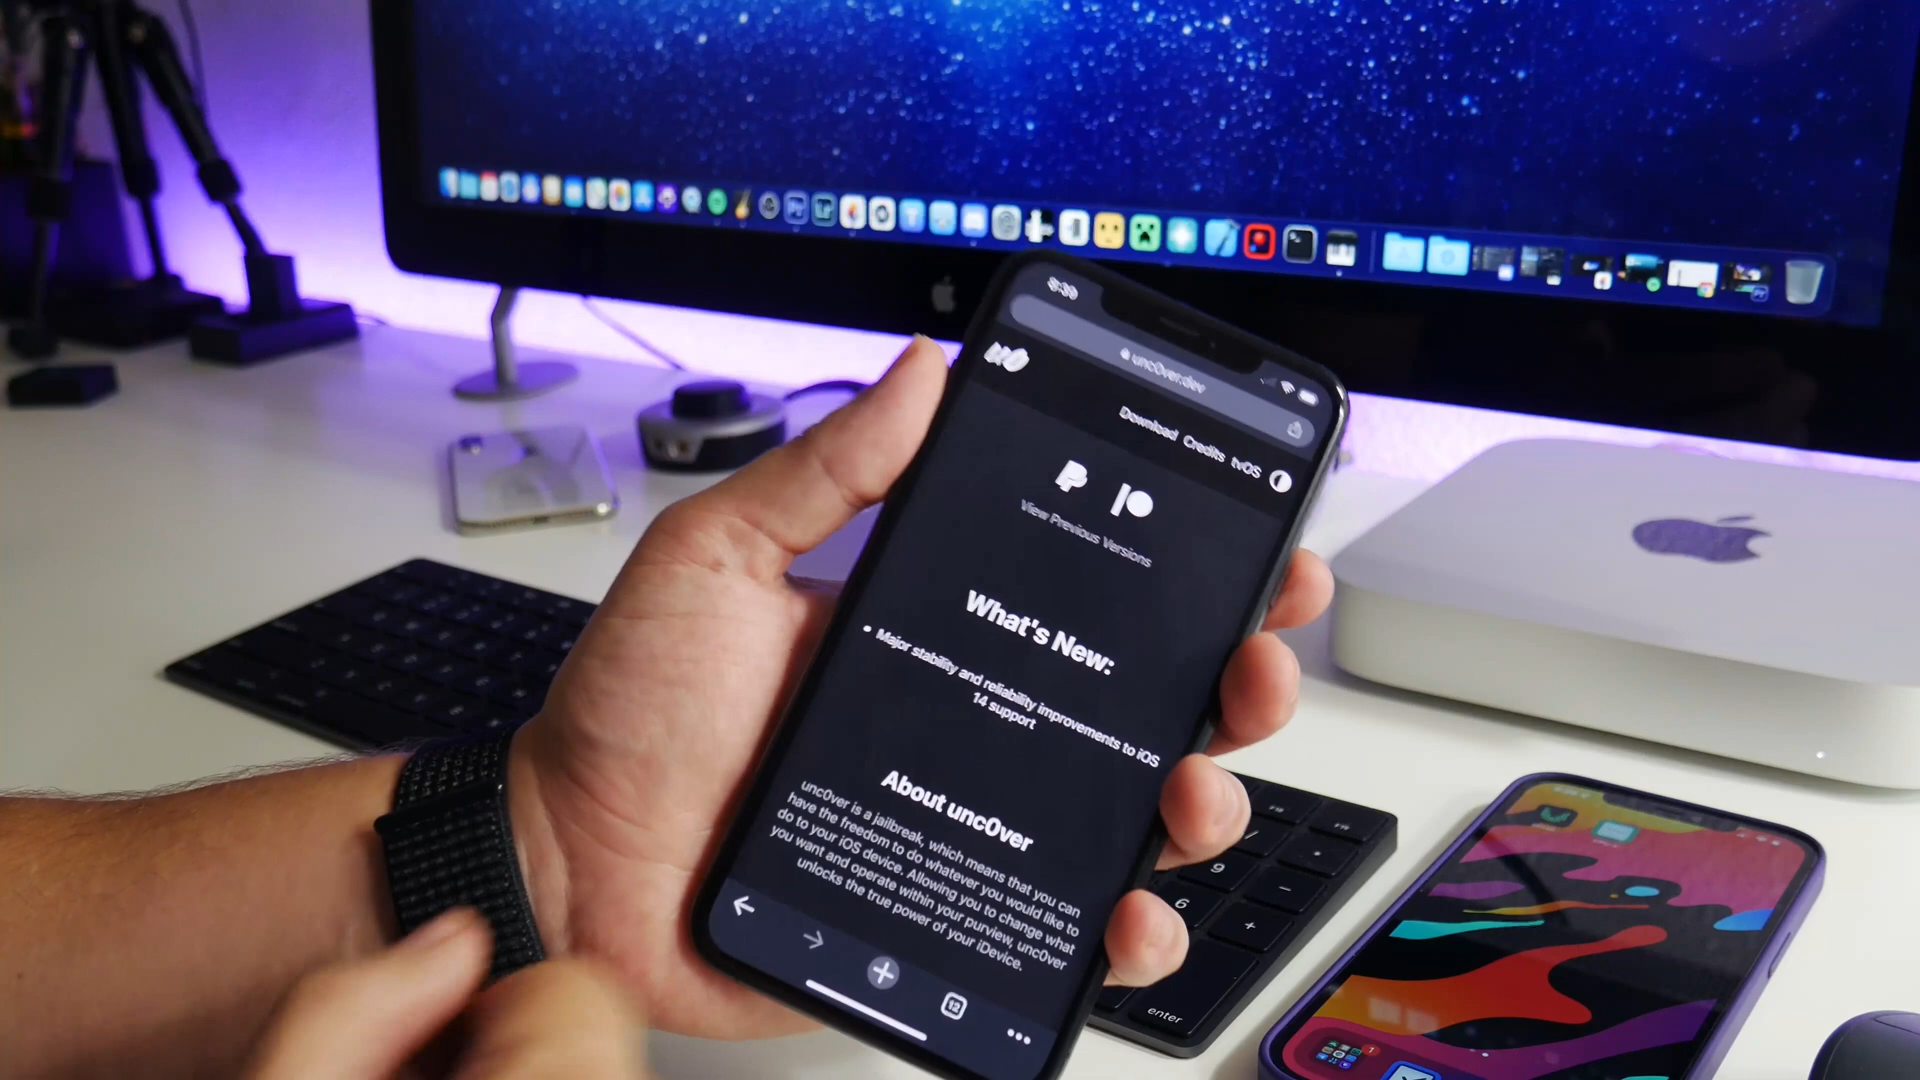 unc0ver.dev
Download Credits tvOS
View Previous Versions
What's New:
• Major stability and reliability improvements to iOS
14 support
About unc0ver
unc0ver is a jailbreak, which means that you can
have the freedom to do whatever you would like to
do to your iOS device. Allowing you to change what
you want and operate within your purview, unc0ver
unlocks the true power of your iDevice.
12
9
6
enter